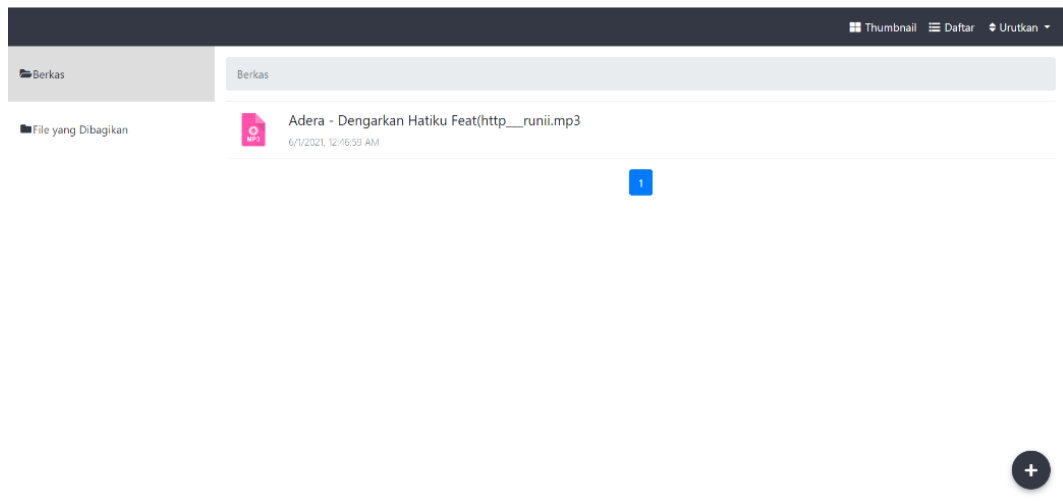 Thumbnail Daftar Urutkan
Berkas
File yang Dibagikan
Berkas
Adera - Dengarkan Hatiku Feat(http___runii.mp3
MP3
6/1/2021, 12:46:59 AM
1